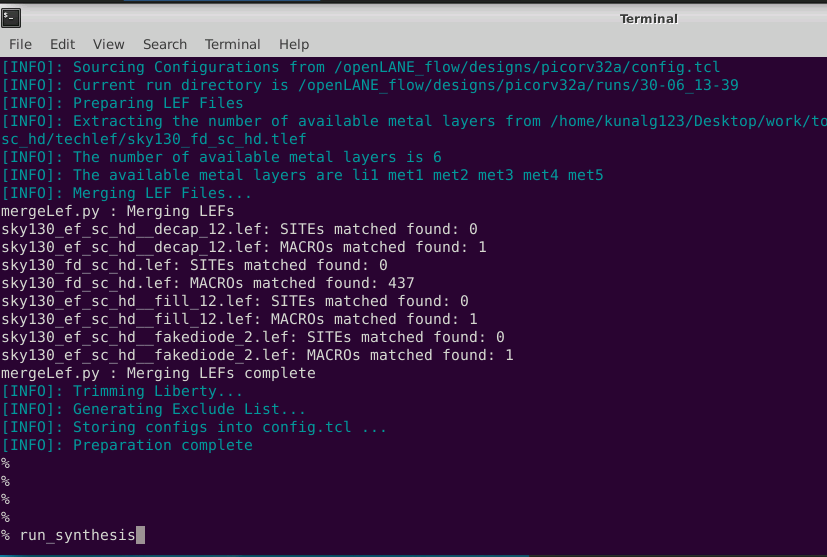 Terminal
File Edit View Search Terminal Help
[INFO]: Sourcing Configurations from /openLANE_flow/designs/picorv32a/config.tcl
[INFO]: Current run directory is /openLANE_flow/designs/picorv32a/runs/30-06_13-39
[INFO]: Preparing LEF Files
[INFO]: Extracting the number of available metal layers from /home/kunalg123/Desktop/work/to
sc_hd/techlef/sky130_fd_sc_hd.tlef
[INFO]: The number of available metal layers is 6
[INFO]: The available metal layers are li1 met1 met2 met3 met4 met5
[INFO]: Merging LEF Files...
mergeLef.py : Merging LEFs
sky130_ef_sc_hd__decap_12.lef: SITEs matched found: 0
sky130_ef_sc_hd__decap_12.lef: MACROs matched found: 1
sky130_fd_sc_hd.lef: SITEs matched found: 0
sky130_fd_sc_hd.lef: MACROs matched found: 437
sky130_ef_sc_hd__fill_12.lef: SITEs matched found: 0
sky130_ef_sc_hd__fill_12.lef: MACROs matched found: 1
sky130_ef_sc_hd__fakediode_2.lef: SITEs matched found: 0
sky130_ef_sc_hd__fakediode_2.lef: MACROs matched found: 1
mergeLef.py : Merging LEFs complete
[INFO]: Trimming Liberty...
[INFO]: Generating Exclude List...
[INFO]: Storing configs into config.tcl ...
[INFO]: Preparation complete
%
%
%
%
% run_synthesis